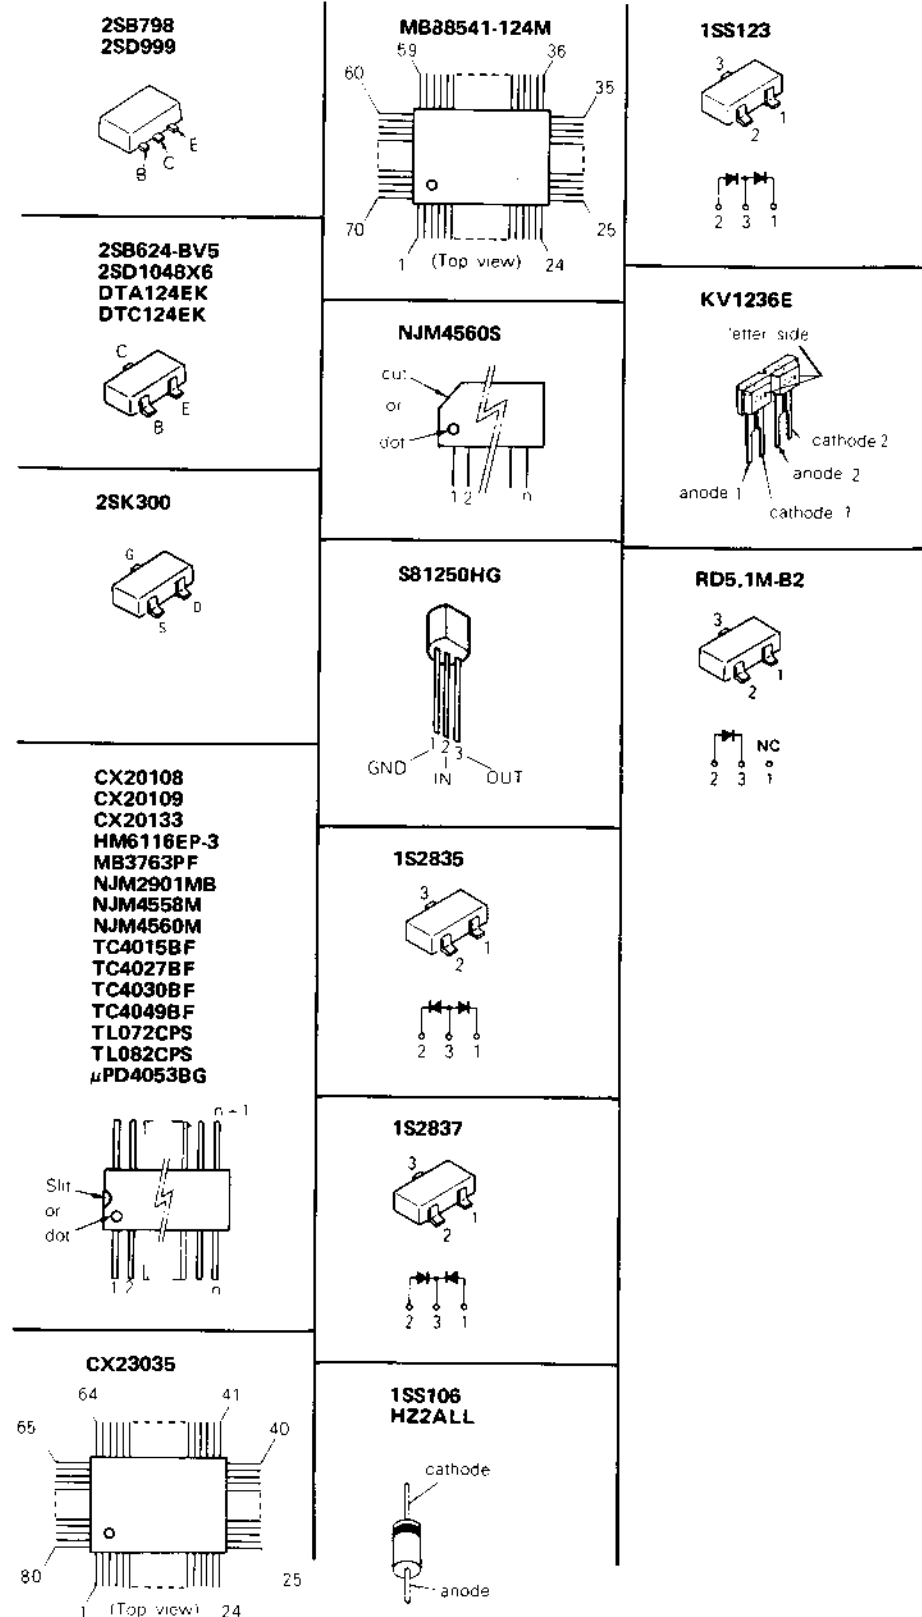 2SB798
2SD999
E
C
B
2SB624-BV5
2SD1048X6
DTA124EK
DTC124EK
C
E
B
2SK300
G
D
S
CX20108
CX20109
CX20133
HM6116EP-3
MB3763PF
NJM2901MB
NJM4558M
NJM4560M
TC4015BF
TC4027BF
TC4030BF
TC4049BF
TL072CPS
TL082CPS
μPD4053BG
n + 1
Slit
or
dot
1 2 n
CX23035
64 41
65 40
80 25
1 (Top view) 24
MB88541-124M
59 36
60 35
70 25
1 (Top view) 24
NJM4560S
cut
or
dot
1 2 n
S81250HG
1 2 3
GND IN OUT
1S2835
3
1
2
2 3 1
1S2837
3
1
2
2 3 1
1SS106
HZ2ALL
cathode
anode
1SS123
3
1
2
2 3 1
KV1236E
letter side
cathode 2
anode 2
anode 1
cathode 1
RD5.1M-B2
3
1
2
NC
2 3 1